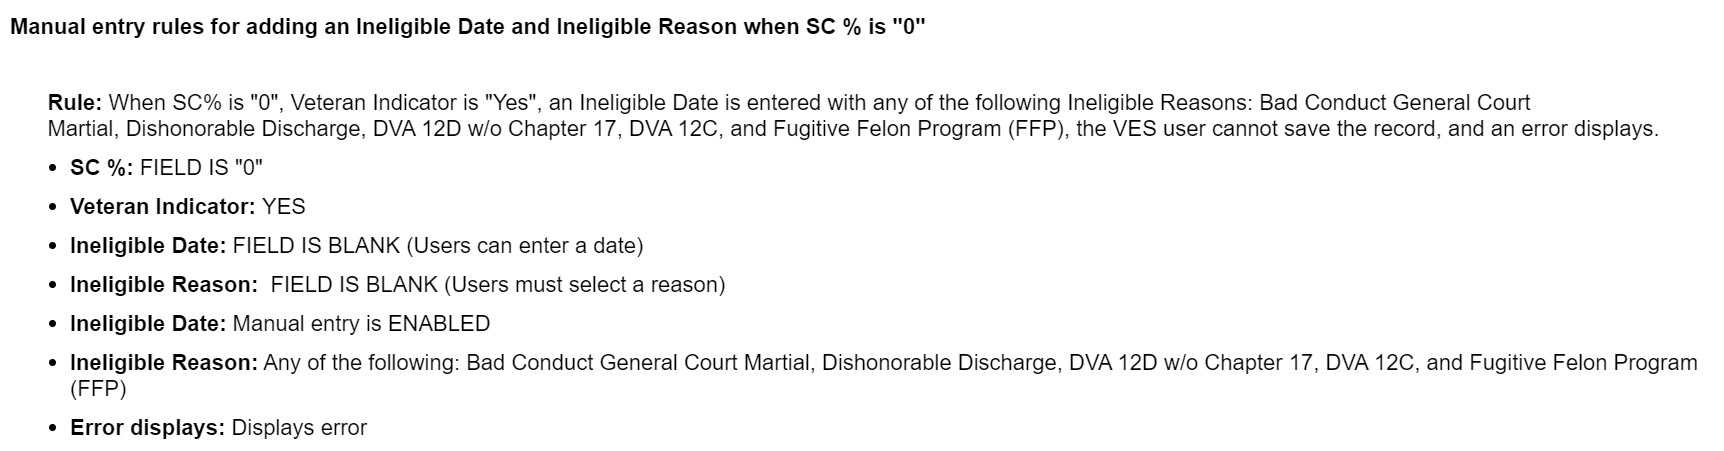 Manual entry rules for adding an Ineligible Date and Ineligible Reason when SC % is "0"
Rule: When SC% is "0", Veteran Indicator is "Yes", an Ineligible Date is entered with any of the following Ineligible Reasons: Bad Conduct General Court
Martial, Dishonorable Discharge, DVA 12D w/o Chapter 17, DVA 12C, and Fugitive Felon Program (FFP), the VES user cannot save the record, and an error displays.
• SC %: FIELD IS "0"
• Veteran Indicator: YES
• Ineligible Date: FIELD IS BLANK (Users can enter a date)
• Ineligible Reason:  FIELD IS BLANK (Users must select a reason)
• Ineligible Date: Manual entry is ENABLED
• Ineligible Reason: Any of the following: Bad Conduct General Court Martial, Dishonorable Discharge, DVA 12D w/o Chapter 17, DVA 12C, and Fugitive Felon Program
(FFP)
• Error displays: Displays error